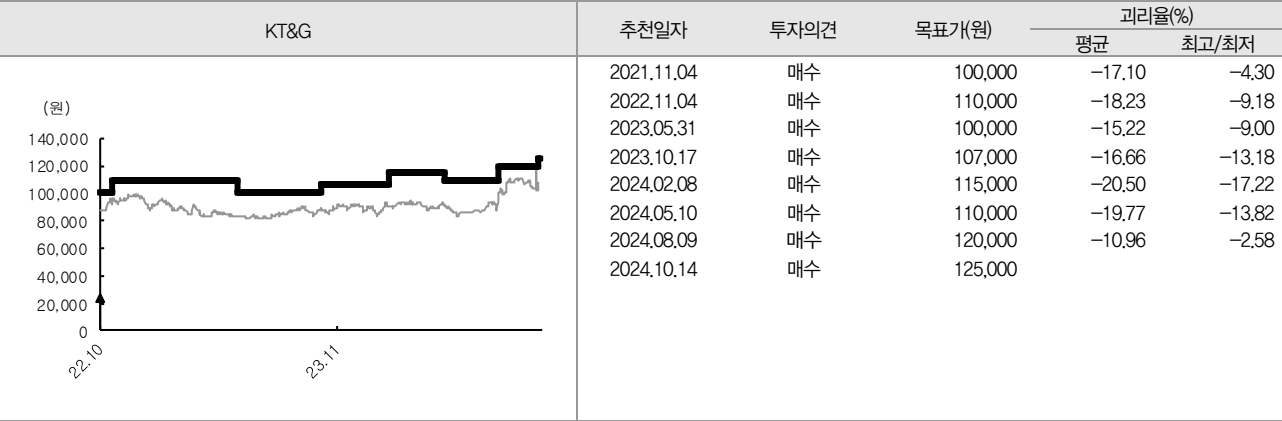 KT&G
추천일자 투자의견 목표가(원) 괴리율(%)
평균 최고/최저
2021.11.04 매수 100,000 -17.10 -4.30
2022.11.04 매수 110,000 -18.23 -9.18
2023.05.31 매수 100,000 -15.22 -9.00
2023.10.17 매수 107,000 -16.66 -13.18
2024.02.08 매수 115,000 -20.50 -17.22
2024.05.10 매수 110,000 -19.77 -13.82
2024.08.09 매수 120,000 -10.96 -2.58
2024.10.14 매수 125,000
(원)
140,000
120,000
100,000
80,000
60,000
40,000
20,000
0
22.10 23.11